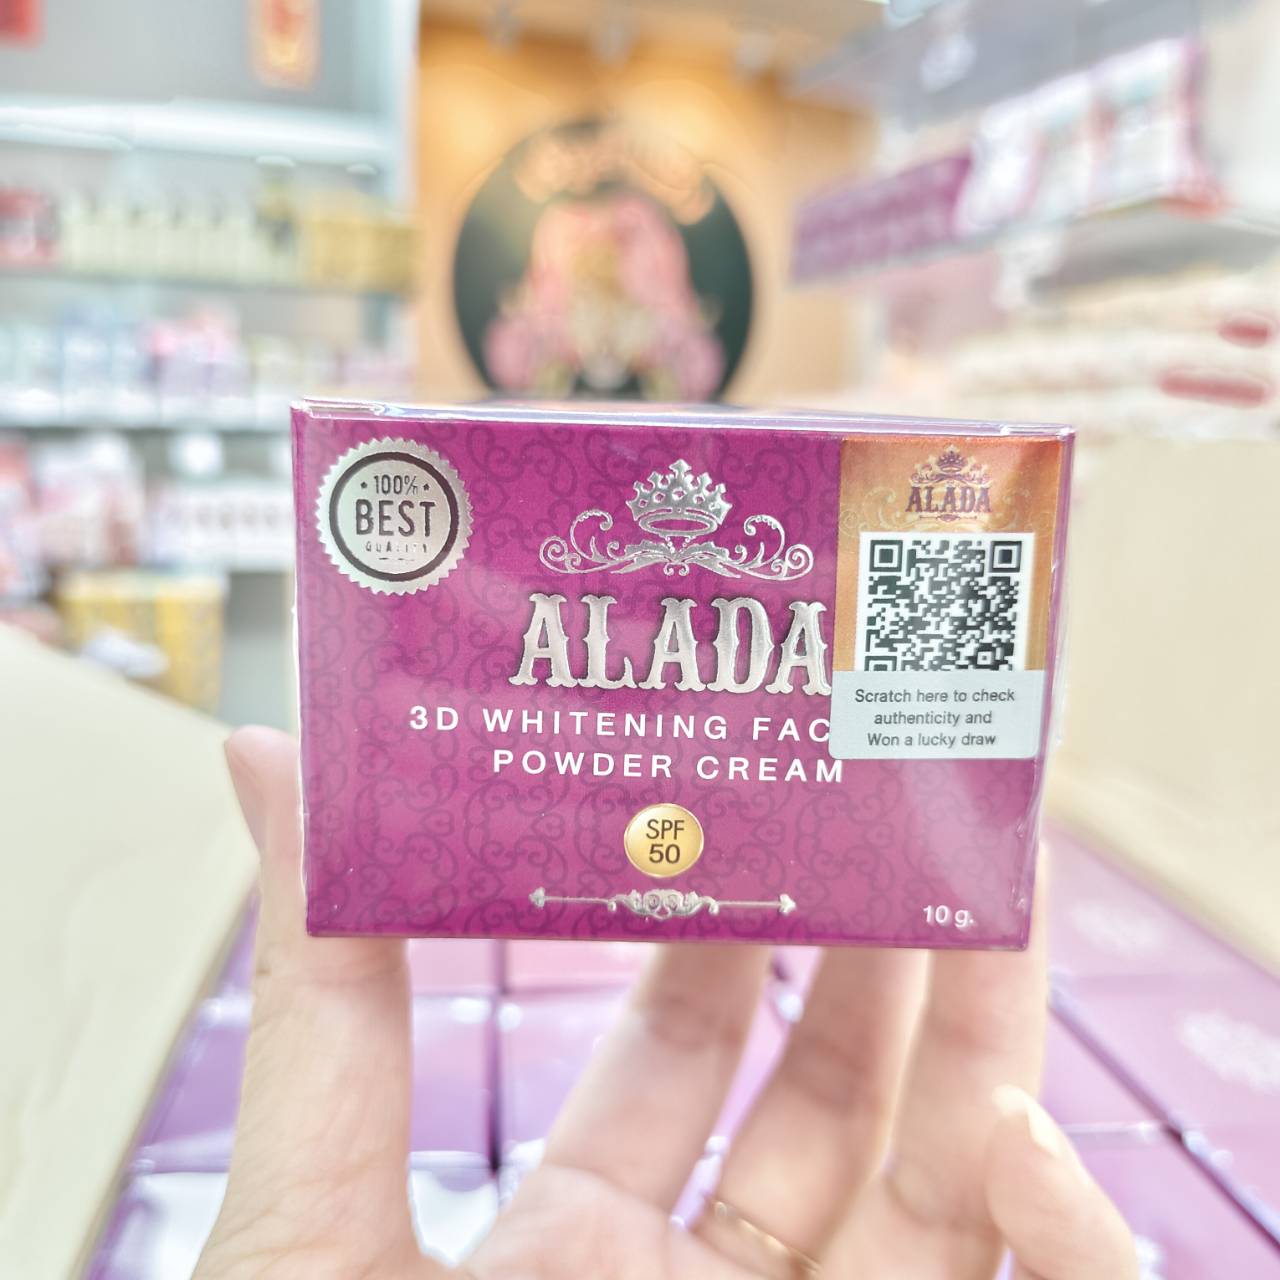 100%
BEST
QUALITY
ALADA
3D WHITENING FAC
POWDER CREAM
SPF
50
10 g.
ALADA
Scratch here to check
authenticity and
Won a lucky draw